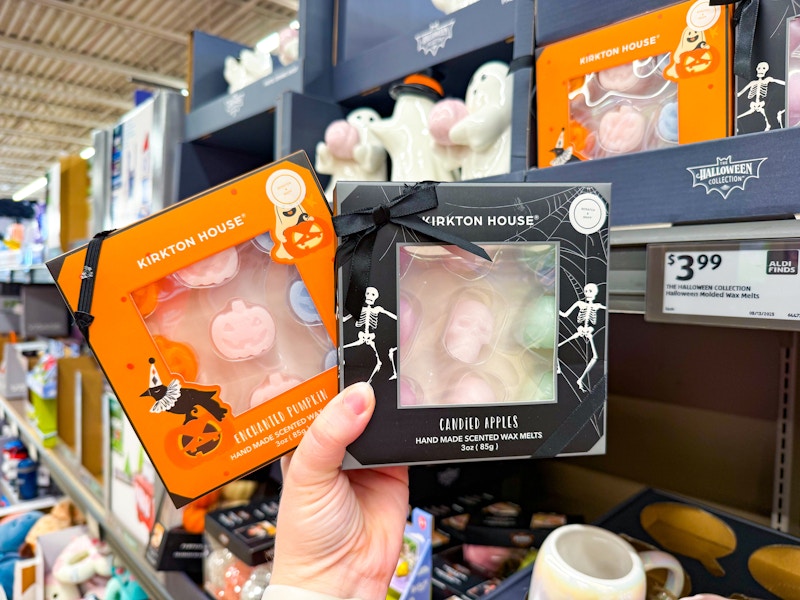 KIRKTON HOUSE®
ENCHANTED PUMPKIN
HAND MADE SCENTED WAX
3oz (85g)
KIRKTON HOUSE®
CANDIED APPLES
HAND MADE SCENTED WAX MELTS
3oz (85g)
KIRKTON HOUSE®
THE
HALLOWEEN
COLLECTION
$3.99
ALDI
FINDS
THE HALLOWEEN COLLECTION
Halloween Molded Wax Melts